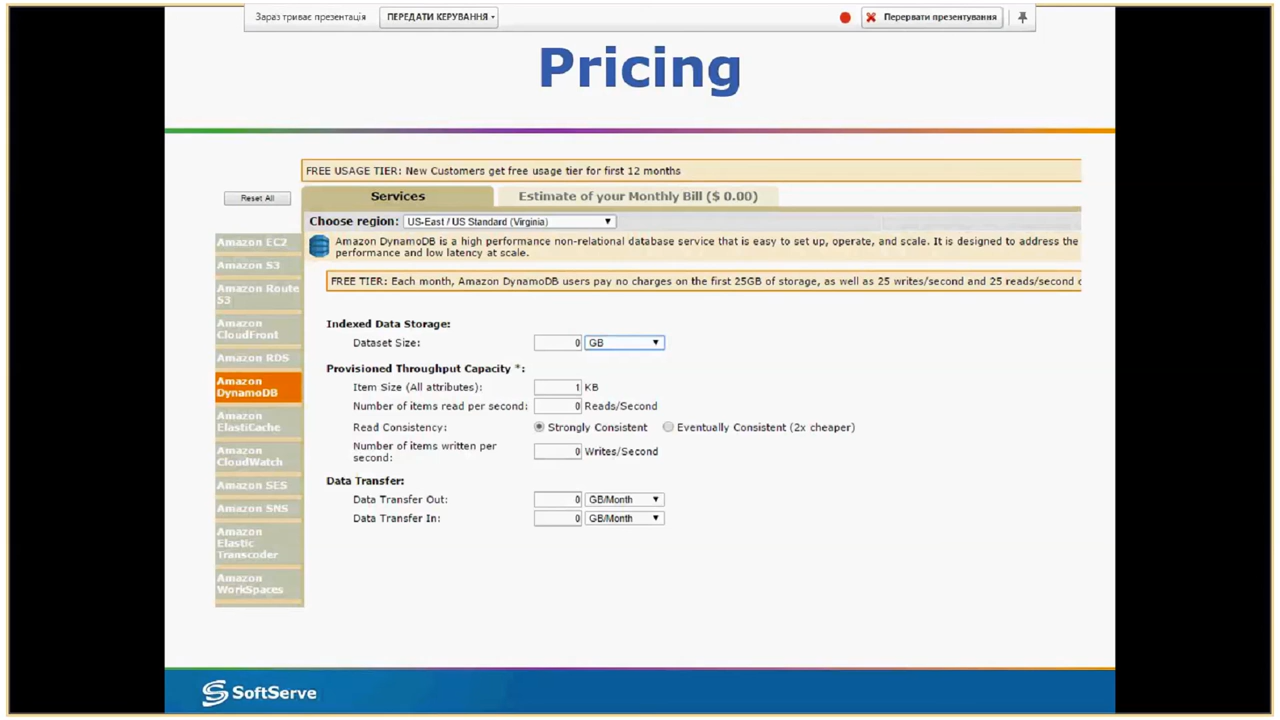 Зараз триває презентація
ПЕРЕДАТИ КЕРУВАННЯ
Перервати презентування
Pricing
FREE USAGE TIER: New Customers get free usage tier for first 12 months
Reset All
Services
Estimate of your Monthly Bill ($ 0.00)
Choose region: US-East / US Standard (Virginia)
Amazon DynamoDB is a high performance non-relational database service that is easy to set up, operate, and scale. It is designed to address the
performance and low latency at scale.
FREE TIER: Each month, Amazon DynamoDB users pay no charges on the first 25GB of storage, as well as 25 writes/second and 25 reads/second
Amazon EC2
Amazon S3
Amazon Route
53
Amazon
CloudFront
Amazon RDS
Amazon
DynamoDB
Amazon
ElastiCache
Amazon
CloudWatch
Amazon SES
Amazon SNS
Amazon
Elastic
Transcoder
Amazon
WorkSpaces
Indexed Data Storage:
Dataset Size: 0 GB
Provisioned Throughput Capacity *:
Item Size (All attributes): 1 KB
Number of items read per second: 0 Reads/Second
Read Consistency: Strongly Consistent Eventually Consistent (2x cheaper)
Number of items written per
second: 0 Writes/Second
Data Transfer:
Data Transfer Out: 0 GB/Month
Data Transfer In: 0 GB/Month
SoftServe